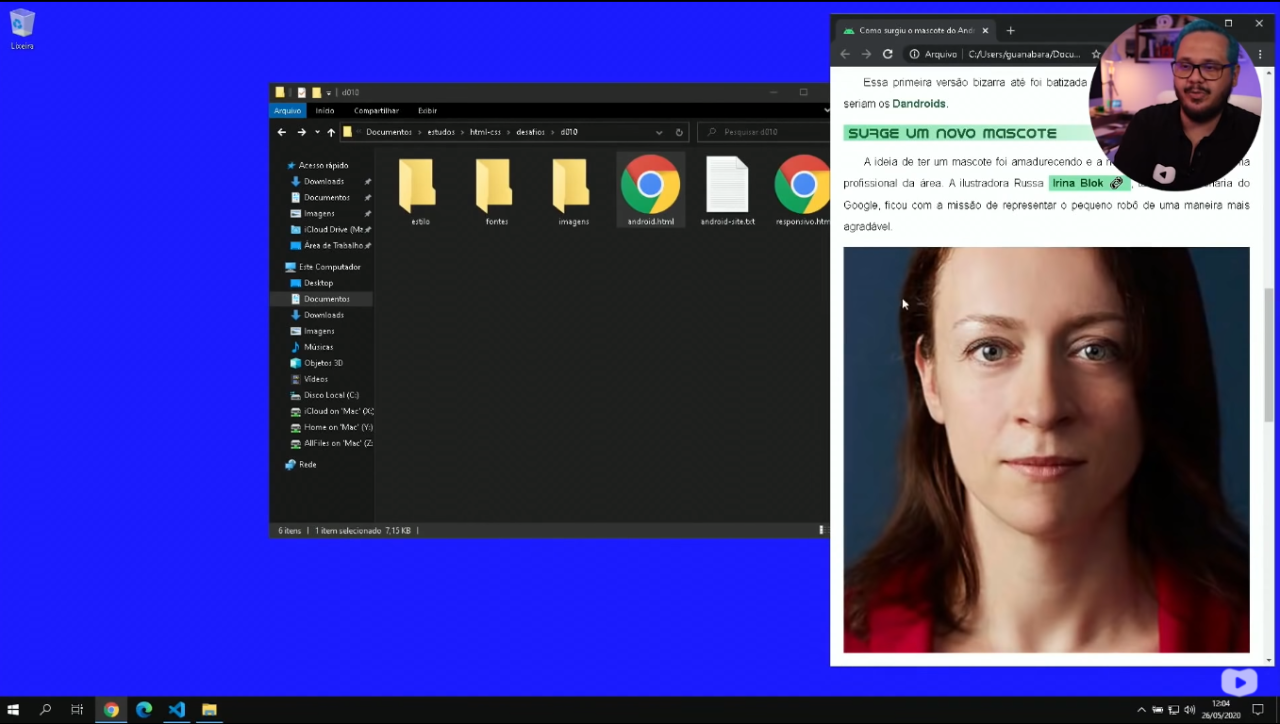 Lixeira
d010
Arquivo
Início
Compartilhar
Exibir
Documentos › estudos › html-css › desafios › d010
Pesquisar d010
Acesso rápido
Downloads
Documentos
Imagens
iCloud Drive (Ma
Área de Trabalho
Este Computador
Desktop
Documentos
Downloads
Imagens
Músicas
Objetos 3D
Vídeos
Disco Local (C:)
iCloud on 'Mac' (X:)
Home on 'Mac' (Y:)
AllFiles on 'Mac' (Z:
Rede
estilo
fontes
imagens
android.html
android-site.txt
responsivo.htm
6 itens | 1 item selecionado 7,15 KB |
Como surgiu o mascote do Andr
Arquivo | C:/Users/guanabara/Docu...
Essa primeira versão bizarra até foi batizada
seriam os Dandroids.
SURGE UM NOVO MASCOTE
A ideia de ter um mascote foi amadurecendo e a
profissional da área. A ilustradora Russa Irina Blok do
Google, ficou com a missão de representar o pequeno robô de uma maneira mais
agradável.
12:04
26/05/2020